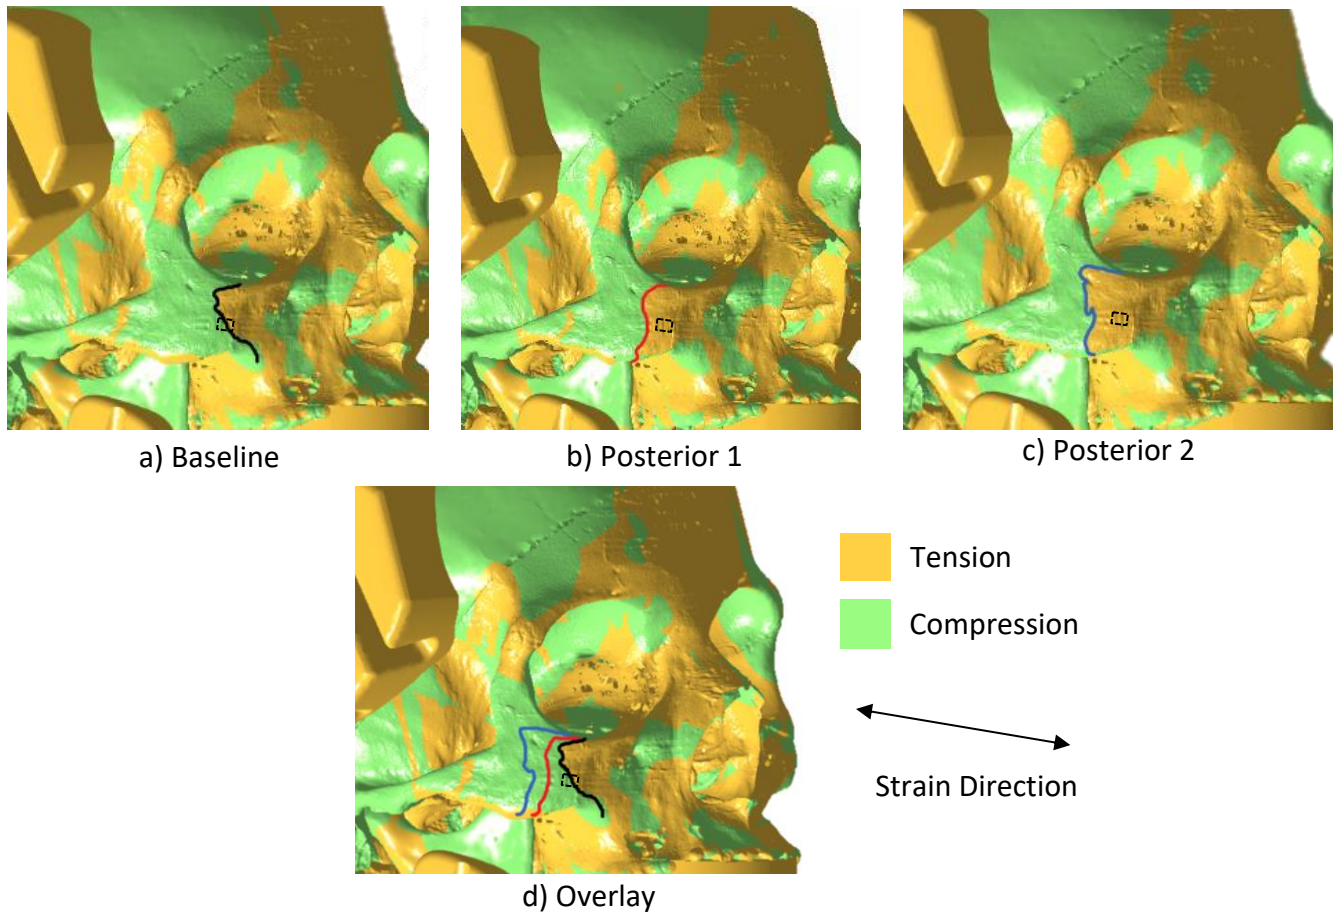 a) Baseline
b) Posterior 1
c) Posterior 2
Tension
Compression
Strain Direction
d) Overlay